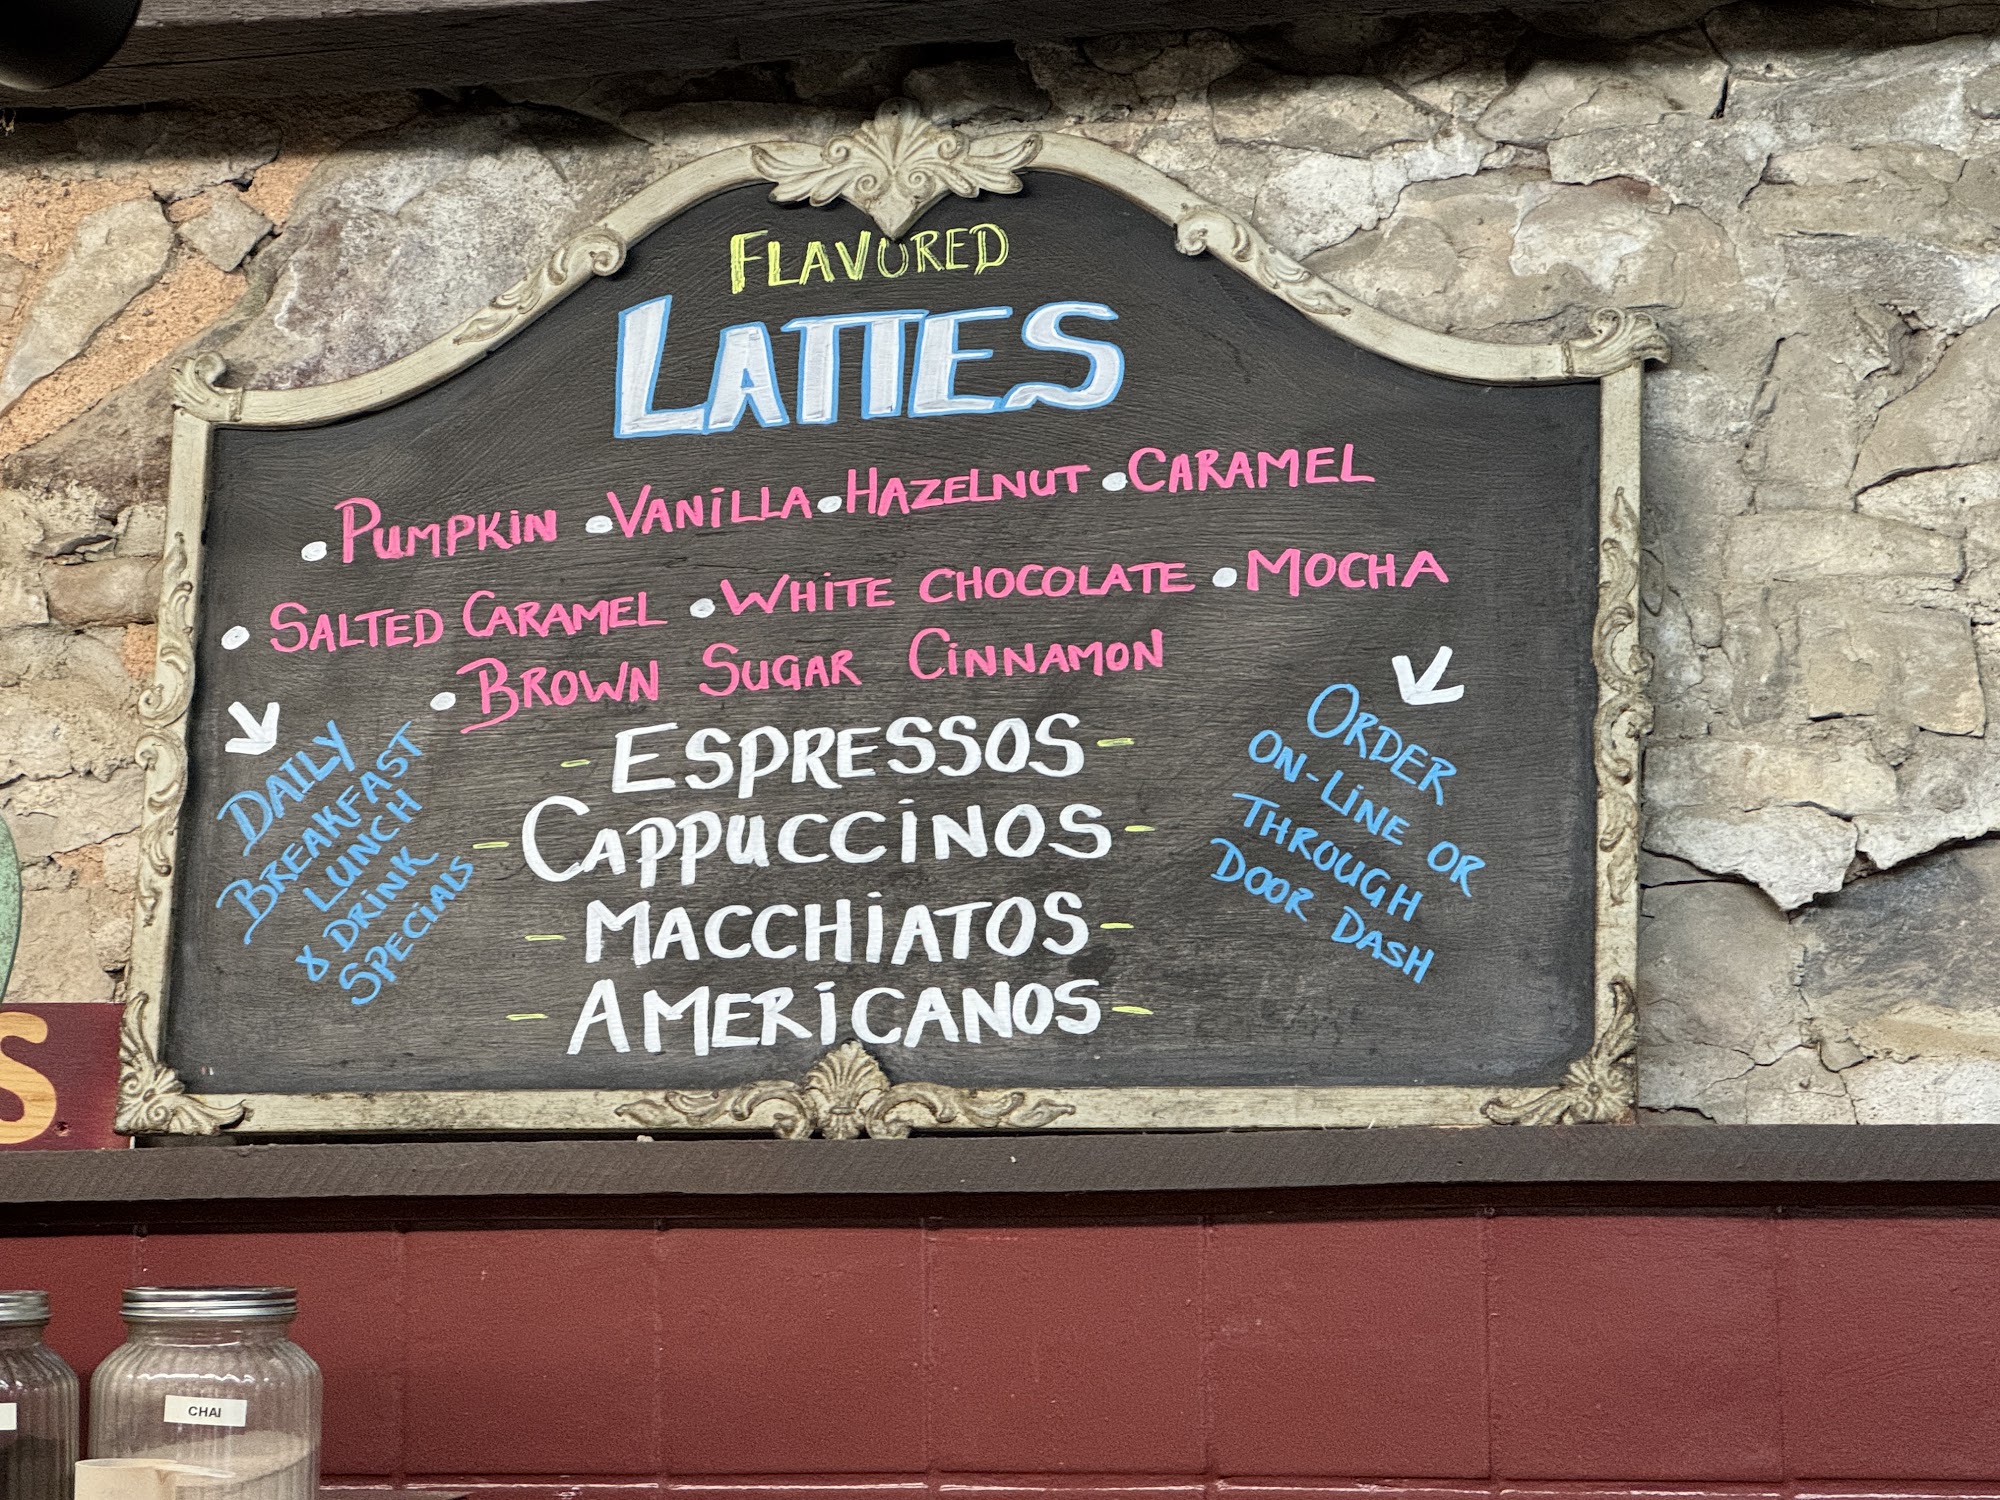 FLAVORED
LATTES
• PUMPKIN • VANILLA • HAZELNUT • CARAMEL
• SALTED CARAMEL • WHITE CHOCOLATE • MOCHA
• BROWN SUGAR CINNAMON
- ESPRESSOS -
- CAPPUCCINOS -
- MACCHIATOS -
- AMERICANOS -
DAILY
BREAKFAST
LUNCH
& DRINK
SPECIALS
ORDER
ON-LINE OR
THROUGH
DOOR DASH
S
CHAI